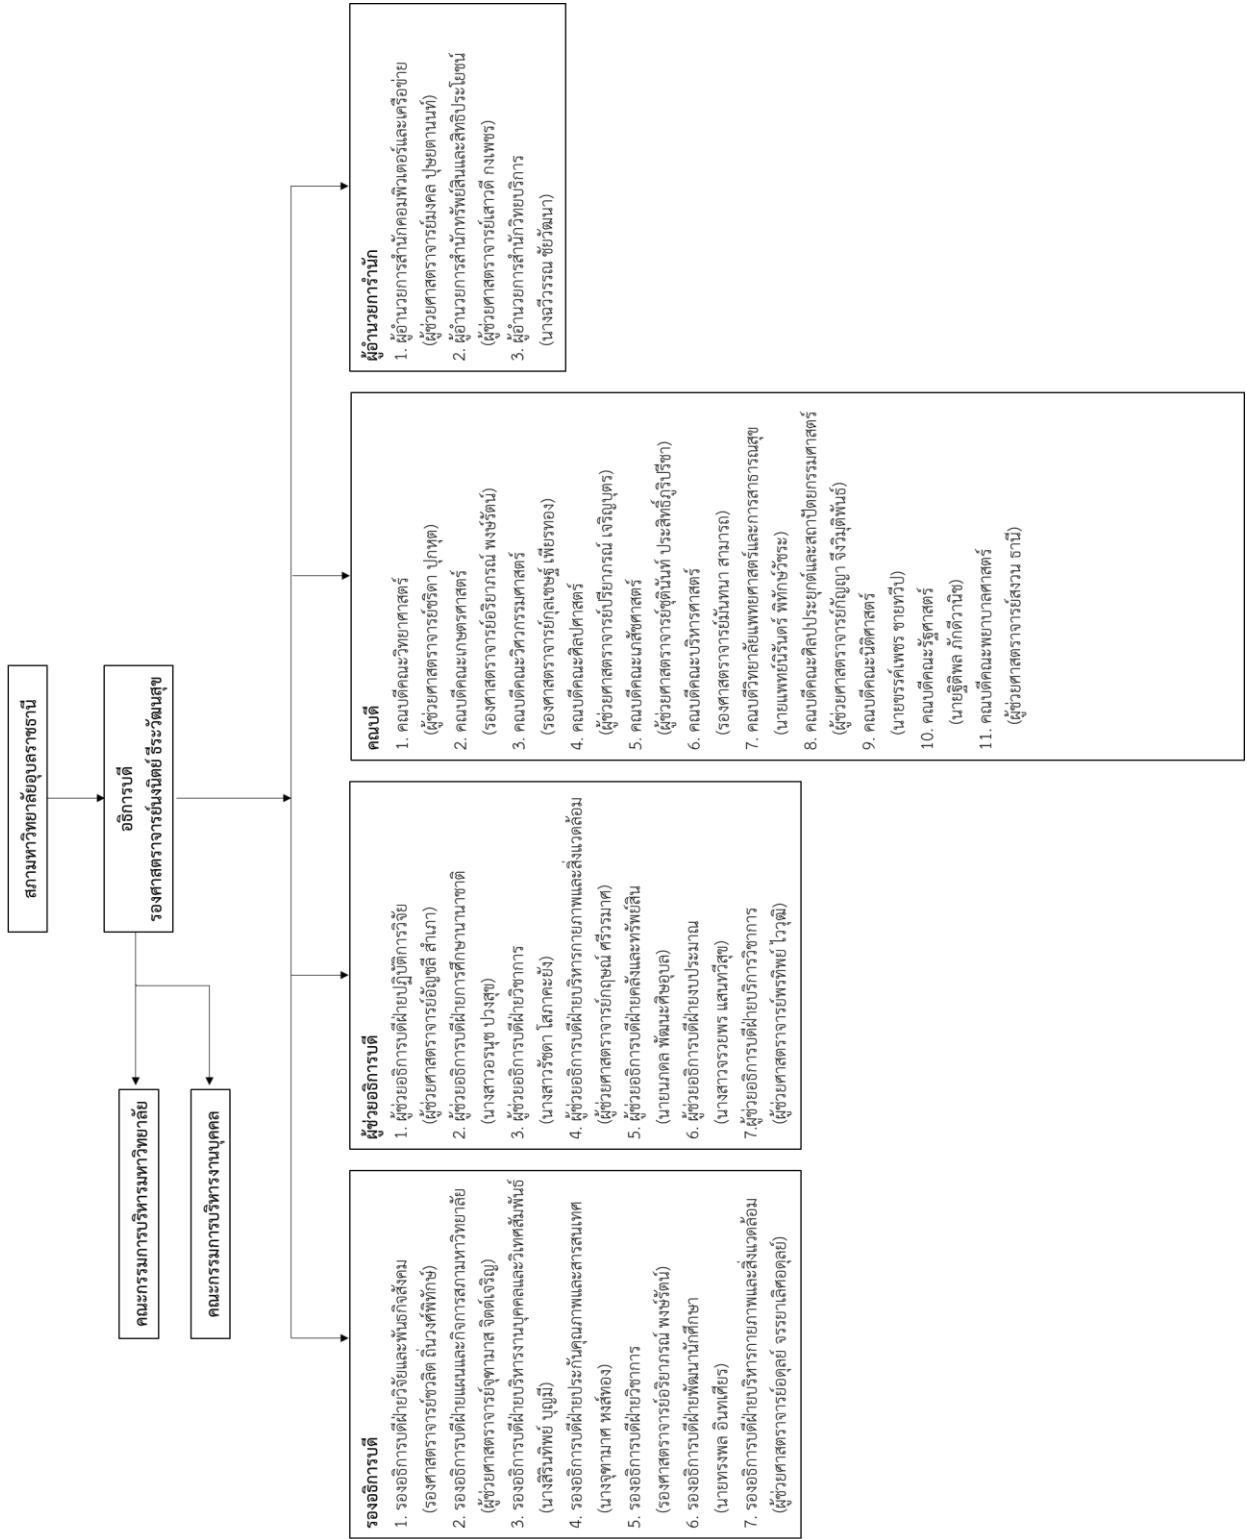 สภามหาวิทยาลัยอุบลราชธานี
อธิการบดี
รองศาสตราจารย์นงนิตย์ ธีระวัฒนสุข
คณะกรรมการบริหารมหาวิทยาลัย
คณะกรรมการบริหารงานบุคคล
รองอธิการบดี
1. รองอธิการบดีฝ่ายวิจัยและพันธกิจสังคม
(รองศาสตราจารย์ชวลิต ถิ่นวงศ์พิทักษ์)
2. รองอธิการบดีฝ่ายแผนและกิจการสภามหาวิทยาลัย
(ผู้ช่วยศาสตราจารย์จุฑามาส จิตต์เจริญ)
3. รองอธิการบดีฝ่ายบริหารงานบุคคลและวิเทศสัมพันธ์
(นางสิรินทิพย์ บุญมี)
4. รองอธิการบดีฝ่ายประกันคุณภาพและสารสนเทศ
(นางจุฑามาศ หงส์ทอง)
5. รองอธิการบดีฝ่ายวิชาการ
(รองศาสตราจารย์อริยาภรณ์ พงษ์รัตน์)
6. รองอธิการบดีฝ่ายพัฒนานักศึกษา
(นายทรงพล อินทเศียร)
7. รองอธิการบดีฝ่ายบริหารกายภาพและสิ่งแวดล้อม
(ผู้ช่วยศาสตราจารย์อดุลย์ จรรยาเลิศอดุลย์)
ผู้ช่วยอธิการบดี
1. ผู้ช่วยอธิการบดีฝ่ายปฏิบัติการวิจัย
(ผู้ช่วยศาสตราจารย์อัญชลี สำเภา)
2. ผู้ช่วยอธิการบดีฝ่ายการศึกษานานาชาติ
(นางสาวอรนุช ปวงสุข)
3. ผู้ช่วยอธิการบดีฝ่ายวิชาการ
(นางสาวรัชดา โสภาคะยัง)
4. ผู้ช่วยอธิการบดีฝ่ายบริหารกายภาพและสิ่งแวดล้อม
(ผู้ช่วยศาสตราจารย์กฤษณ์ ศรีวรมาศ)
5. ผู้ช่วยอธิการบดีฝ่ายคลังและทรัพย์สิน
(นายนภดล พัฒนะศิษอุบล)
6. ผู้ช่วยอธิการบดีฝ่ายงบประมาณ
(นางสาวจรวยพร แสนทวีสุข)
7.ผู้ช่วยอธิการบดีฝ่ายบริการวิชาการ
(ผู้ช่วยศาสตราจารย์พรทิพย์ ไววุฒิ)
คณบดี
1. คณบดีคณะวิทยาศาสตร์
(ผู้ช่วยศาสตราจารย์ชริดา ปุกหุต)
2. คณบดีคณะเกษตรศาสตร์
(รองศาสตราจารย์อริยาภรณ์ พงษ์รัตน์)
3. คณบดีคณะวิศวกรรมศาสตร์
(รองศาสตราจารย์กุลเชษฐ์ เพียรทอง)
4. คณบดีคณะศิลปศาสตร์
(ผู้ช่วยศาสตราจารย์ปรียาภรณ์ เจริญบุตร)
5. คณบดีคณะเภสัชศาสตร์
(ผู้ช่วยศาสตราจารย์ชุตินันท์ ประสิทธิ์ภูริปรีชา)
6. คณบดีคณะบริหารศาสตร์
(รองศาสตราจารย์มันทนา สามารถ)
7. คณบดีวิทยาลัยแพทยศาสตร์และการสาธารณสุข
(นายแพทย์นิรันดร์ พิทักษ์วัชระ)
8. คณบดีคณะศิลปประยุกต์และสถาปัตยกรรมศาสตร์
(ผู้ช่วยศาสตราจารย์กัญญา จึงวิมุติพันธ์)
9. คณบดีคณะนิติศาสตร์
(นายขรรค์เพชร ชายทวีป)
10. คณบดีคณะรัฐศาสตร์
(นายฐิติพล ภักดีวานิช)
11. คณบดีคณะพยาบาลศาสตร์
(ผู้ช่วยศาสตราจารย์สงวน ธานี)
ผู้อำนวยการำนัก
1. ผู้อำนวยการสำนักคอมพิวเตอร์และเครือข่าย
(ผู้ช่วยศาสตราจารย์มงคล ปุษยตานนท์)
2. ผู้อำนวยการสำนักทรัพย์สินและสิทธิประโยชน์
(ผู้ช่วยศาสตราจารย์เสาวดี กงเพชร)
3. ผู้อำนวยการสำนักวิทยบริการ
(นางฉวีวรรณ ชัยวัฒนา)